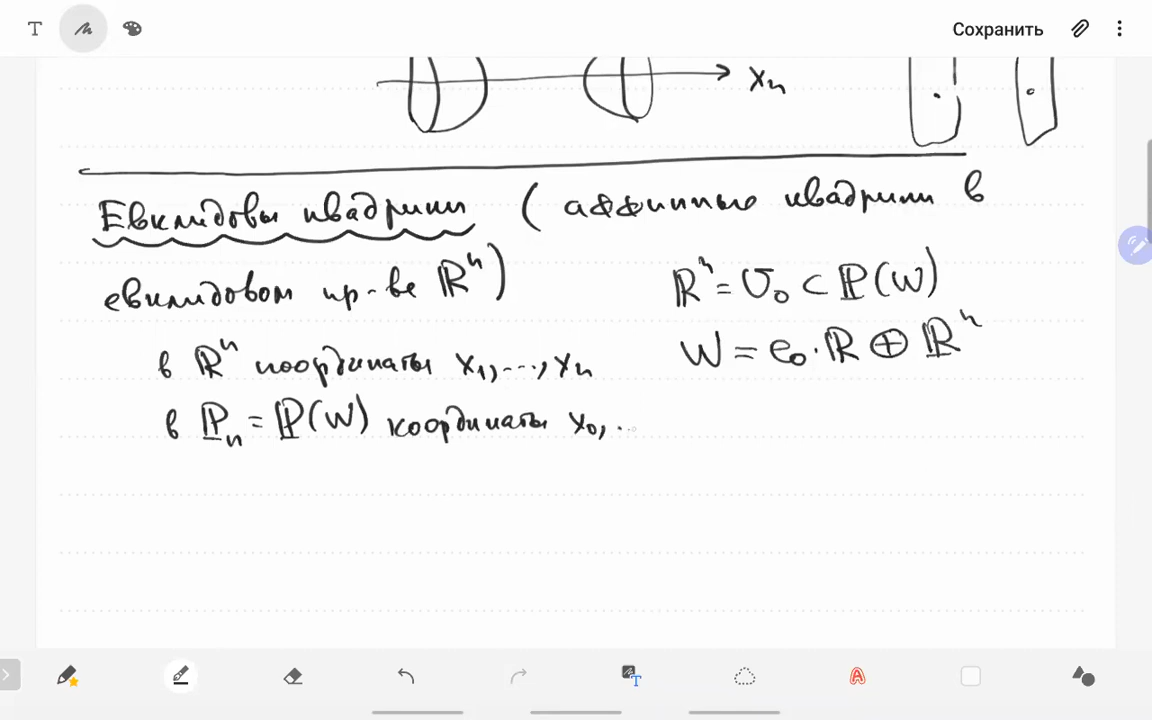 T
Сохранить
xₙ
Евклидовы квадрики ( аффинные квадрики в
евклидовом пр-ве ℝⁿ)
ℝⁿ = U₀ ⊂ ℙ(W)
W = e₀·ℝ ⊕ ℝⁿ
в ℝⁿ координаты x₁,...,xₙ
в ℙₙ = ℙ(W) координаты x₀, ..
T
A